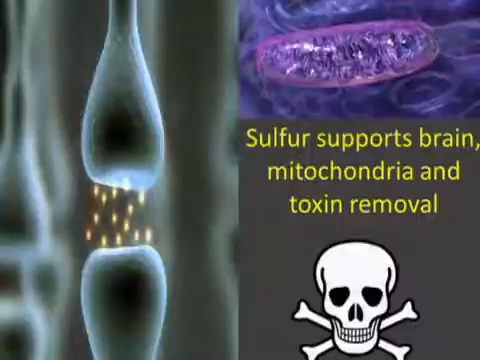 Sulfur supports brain,
mitochondria and
toxin removal